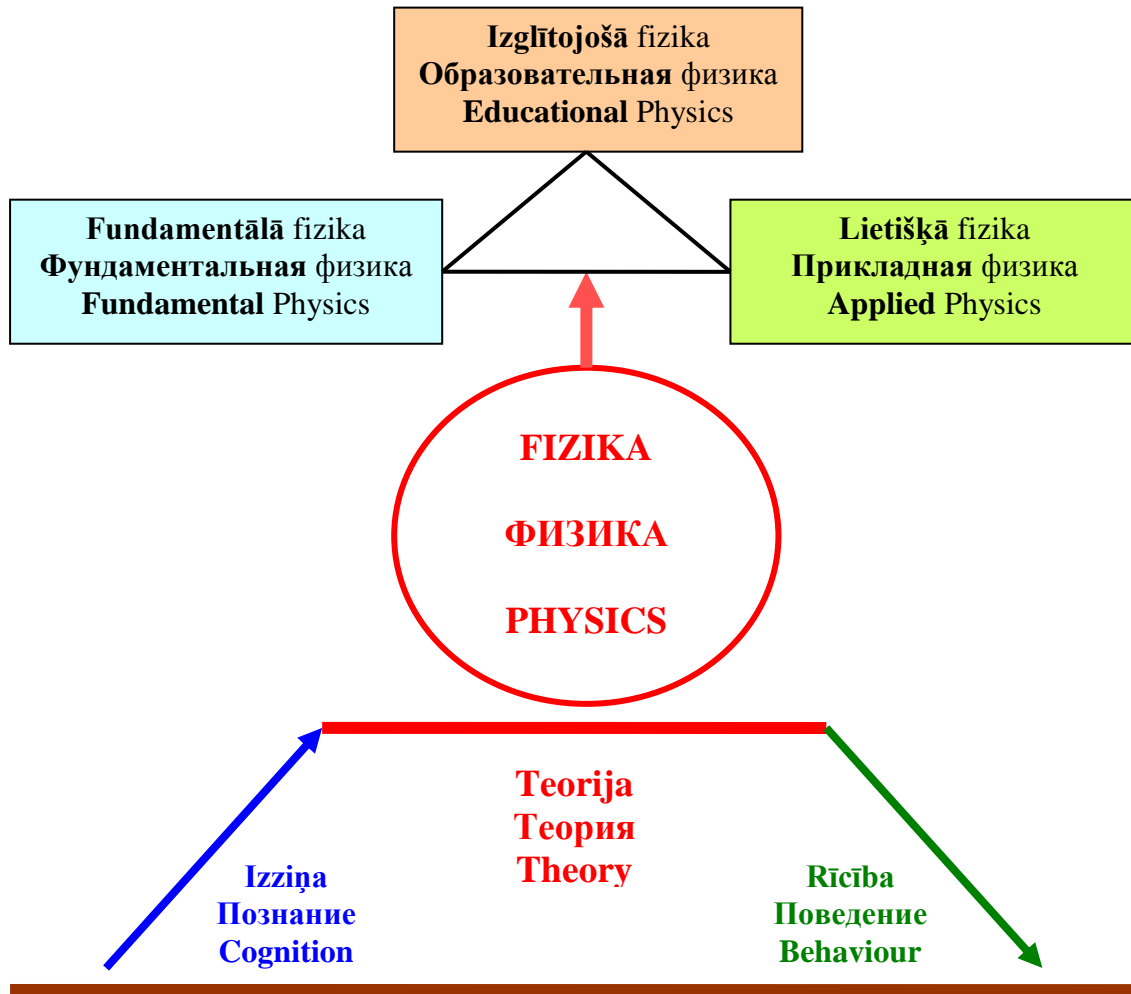 Izglītojošā fizika
Образовательная физика
Educational Physics
Fundamentālā fizika
Фундаментальная физика
Fundamental Physics
Lietišķā fizika
Прикладная физика
Applied Physics
FIZIKA
ФИЗИКА
PHYSICS
Teorija
Теория
Theory
Izziņa
Познание
Cognition
Rīcība
Поведение
Behaviour